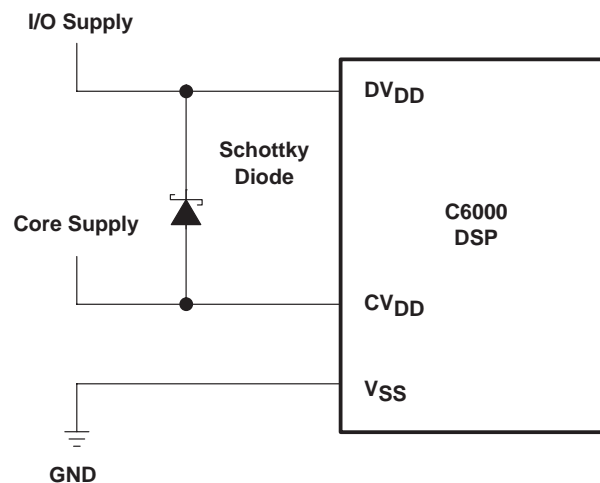 I/O Supply
DVDD
Schottky
Diode
C6000
DSP
Core Supply
CVDD
VSS
GND